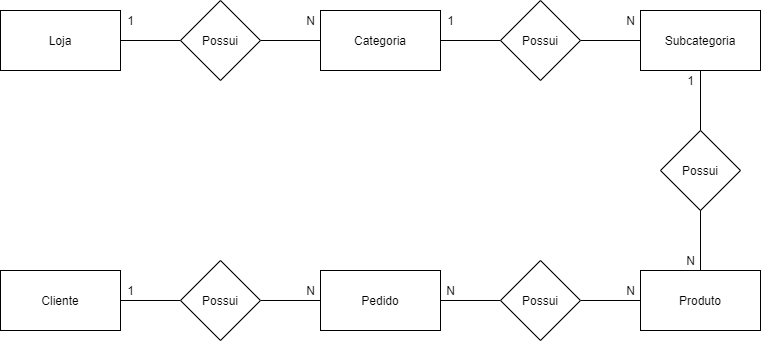 Loja
1
Possui
N
Categoria
1
Possui
N
Subcategoria
1
Possui
N
Cliente
1
Possui
N
Pedido
N
Possui
N
Produto